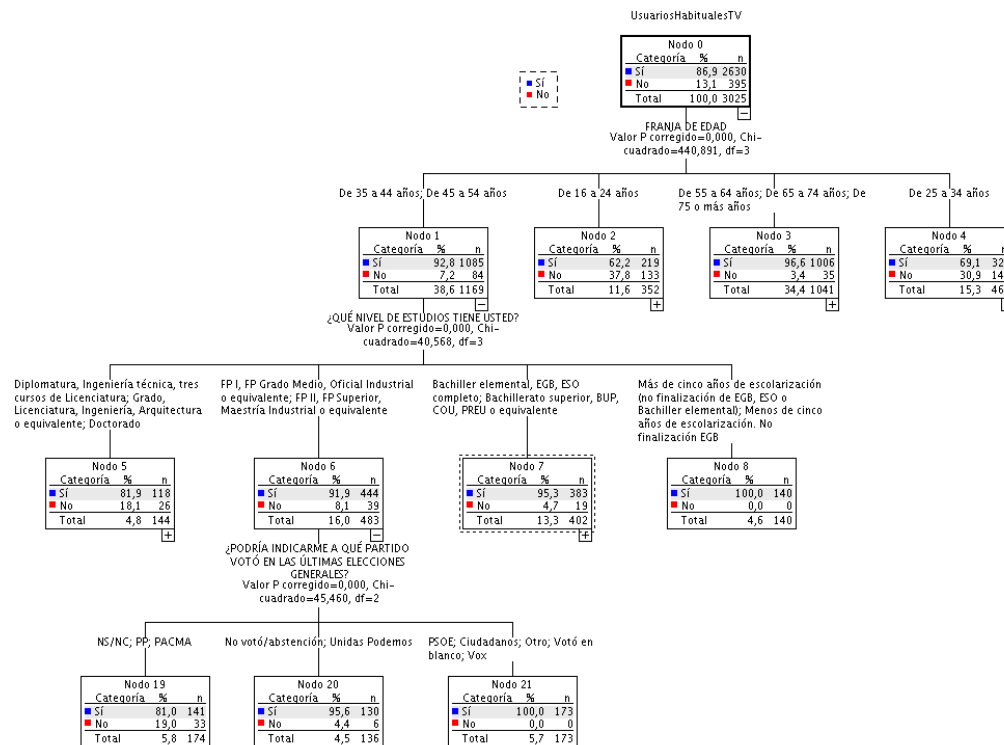 UsuariosHabitualesTV
Nodo 0
Categoría % n
Sí 86,9 2630
No 13,1 395
Total 100,0 3025
Sí
No
FRANJA DE EDAD
Valor P corregido=0,000, Chi-
cuadrado=440,891, df=3
De 35 a 44 años; De 45 a 54 años
De 16 a 24 años
De 55 a 64 años; De 65 a 74 años; De
75 o más años
De 25 a 34 años
Nodo 1
Categoría % n
Sí 92,8 1085
No 7,2 84
Total 38,6 1169
Nodo 2
Categoría % n
Sí 62,2 219
No 37,8 133
Total 11,6 352
Nodo 3
Categoría % n
Sí 96,6 1006
No 3,4 35
Total 34,4 1041
Nodo 4
Categoría %
Sí 69,1 32
No 30,9 14
Total 15,3 46
¿QUÉ NIVEL DE ESTUDIOS TIENE USTED?
Valor P corregido=0,000, Chi-
cuadrado=40,568, df=3
Diplomatura, Ingeniería técnica, tres
cursos de Licenciatura; Grado,
Licenciatura, Ingeniería, Arquitectura
o equivalente; Doctorado
FP I, FP Grado Medio, Oficial Industrial
o equivalente; FP II, FP Superior,
Maestría Industrial o equivalente
Bachiller elemental, EGB, ESO
completo; Bachillerato superior, BUP,
COU, PREU o equivalente
Más de cinco años de escolarización
(no finalización de EGB, ESO o
Bachiller elemental); Menos de cinco
años de escolarización. No
finalización EGB
Nodo 5
Categoría % n
Sí 81,9 118
No 18,1 26
Total 4,8 144
Nodo 6
Categoría % n
Sí 91,9 444
No 8,1 39
Total 16,0 483
Nodo 7
Categoría % n
Sí 95,3 383
No 4,7 19
Total 13,3 402
Nodo 8
Categoría % n
Sí 100,0 140
No 0,0 0
Total 4,6 140
¿PODRÍA INDICARME A QUÉ PARTIDO
VOTÓ EN LAS ÚLTIMAS ELECCIONES
GENERALES?
Valor P corregido=0,000, Chi-
cuadrado=45,460, df=2
NS/NC; PP; PACMA
No votó/abstención; Unidas Podemos
PSOE; Ciudadanos; Otro; Votó en
blanco; Vox
Nodo 19
Categoría % n
Sí 81,0 141
No 19,0 33
Total 5,8 174
Nodo 20
Categoría % n
Sí 95,6 130
No 4,4 6
Total 4,5 136
Nodo 21
Categoría % n
Sí 100,0 173
No 0,0 0
Total 5,7 173